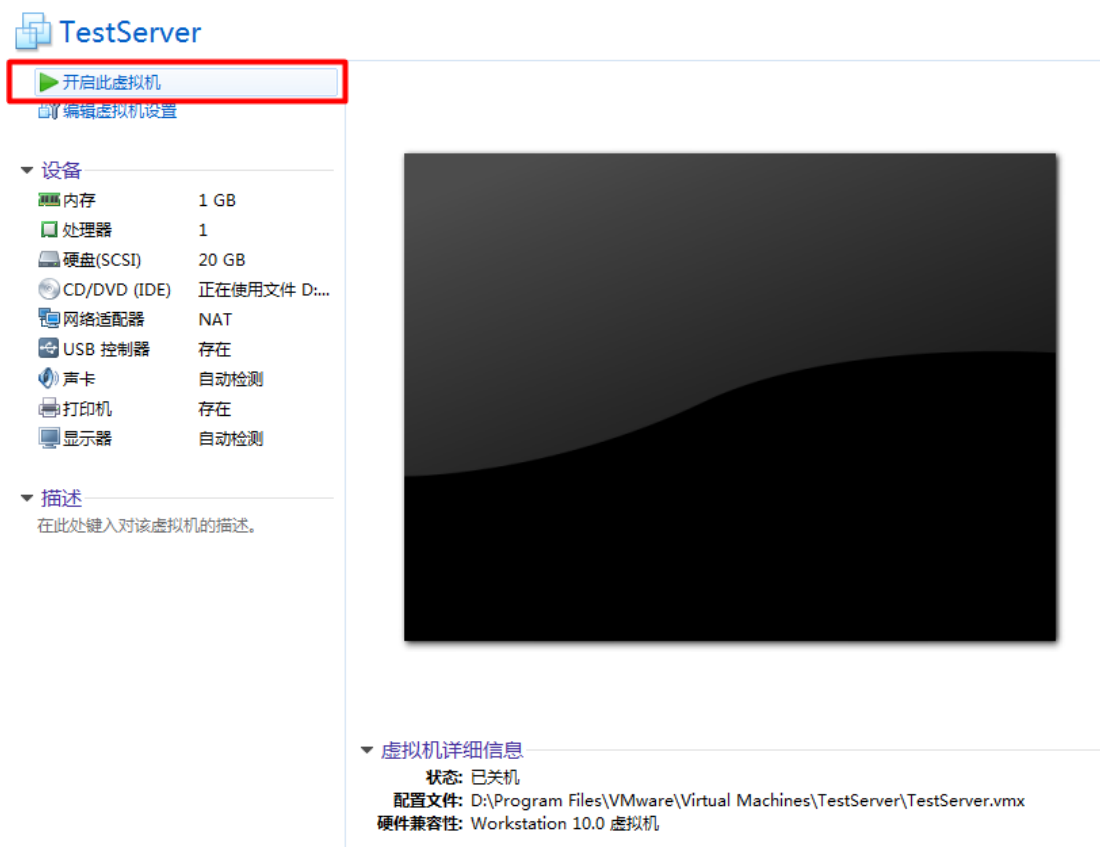 TestServer
开启此虚拟机
编辑虚拟机设置
设备
内存 1 GB
处理器 1
硬盘(SCSI) 20 GB
CD/DVD (IDE) 正在使用文件 D:...
网络适配器 NAT
USB 控制器 存在
声卡 自动检测
打印机 存在
显示器 自动检测
描述
在此处键入对该虚拟机的描述。
虚拟机详细信息
状态: 已关机
配置文件: D:\Program Files\VMware\Virtual Machines\TestServer\TestServer.vmx
硬件兼容性: Workstation 10.0 虚拟机